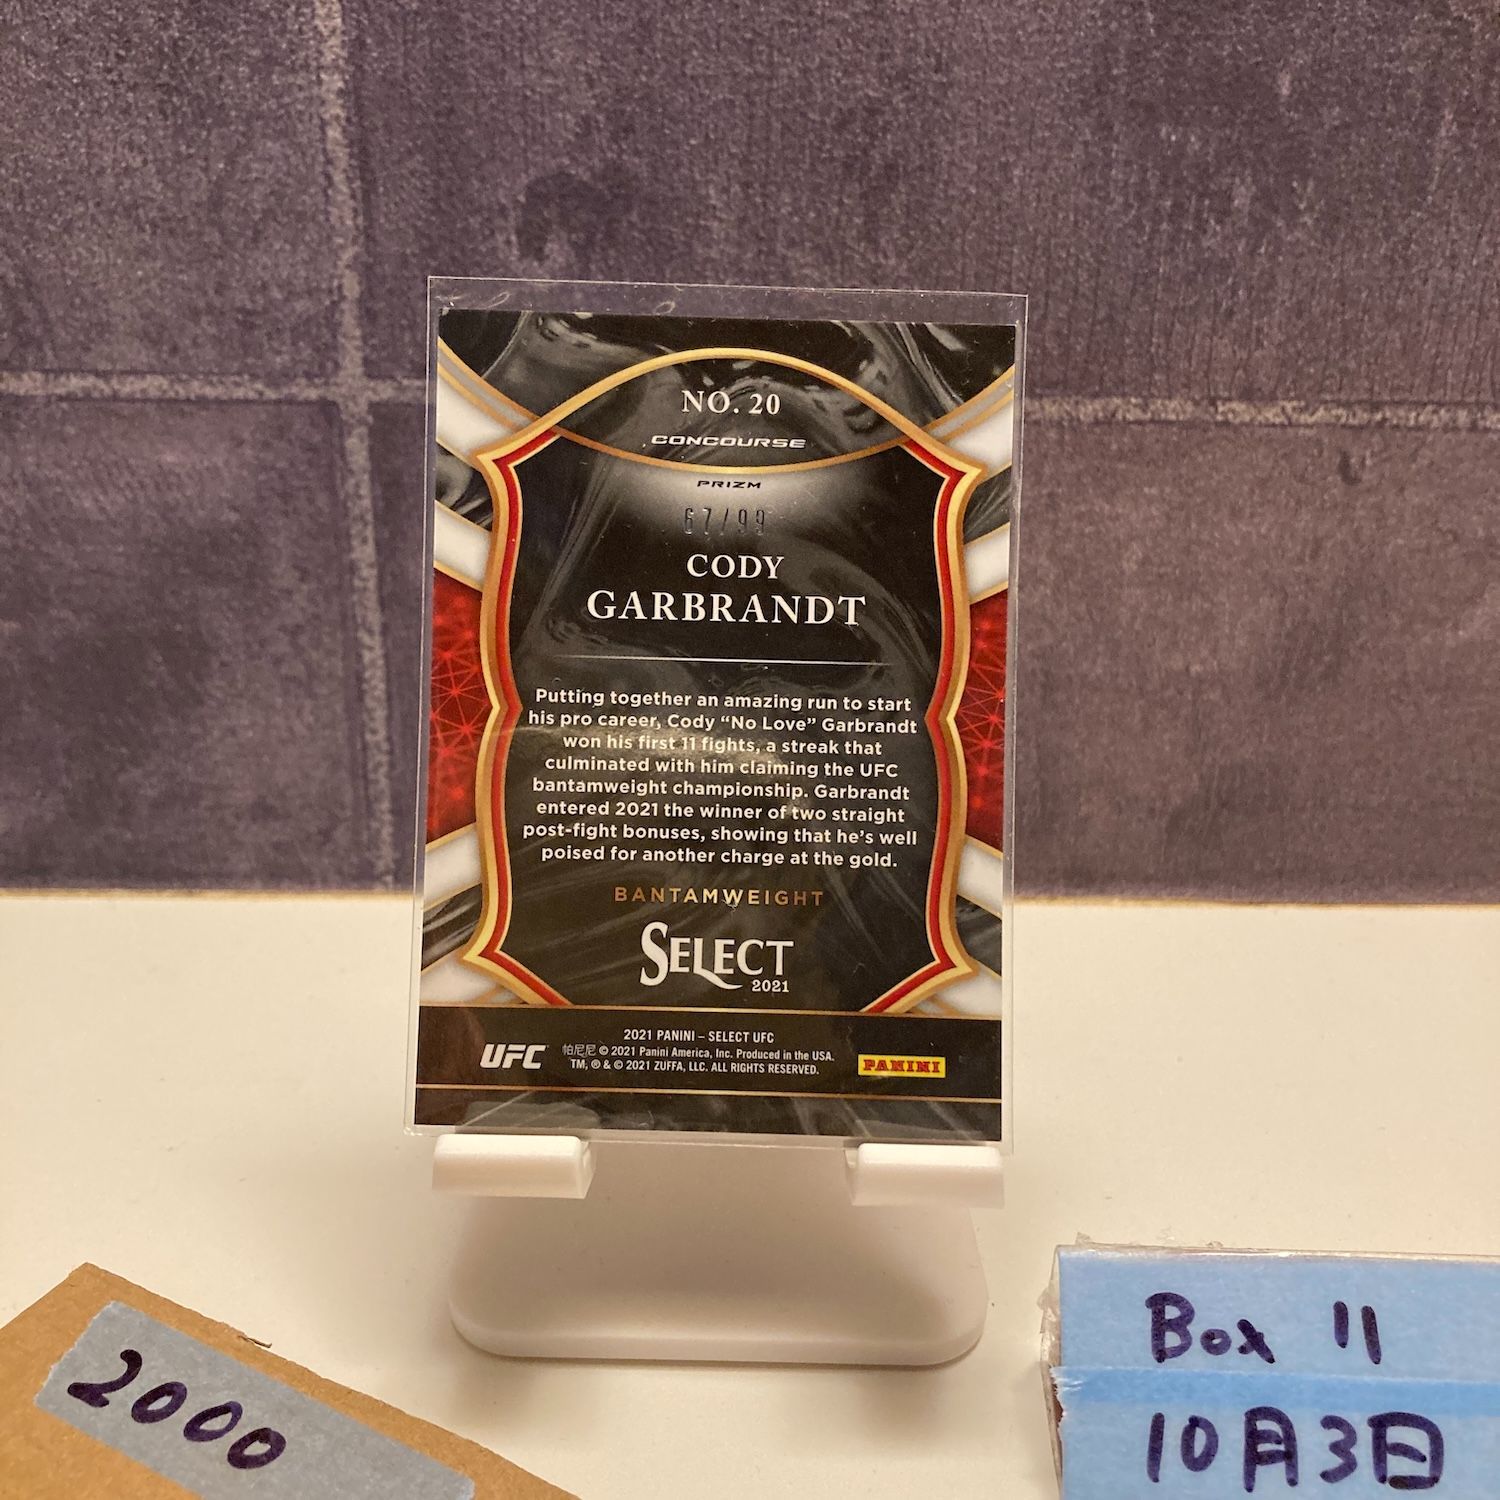 NO. 20
CONCOURSE
PRIZM
67/99
CODY
GARBRANDT
Putting together an amazing run to start
his pro career, Cody “No Love” Garbrandt
won his first 11 fights, a streak that
culminated with him claiming the UFC
bantamweight championship. Garbrandt
entered 2021 the winner of two straight
post-fight bonuses, showing that he’s well
poised for another charge at the gold.
BANTAMWEIGHT
SELECT
2021
2021 PANINI – SELECT UFC
UFC
帕尼尼 © 2021 Panini America, Inc. Produced in the USA.
TM, ® & © 2021 ZUFFA, LLC. ALL RIGHTS RESERVED.
PANINI
2000
Box 11
10月3日